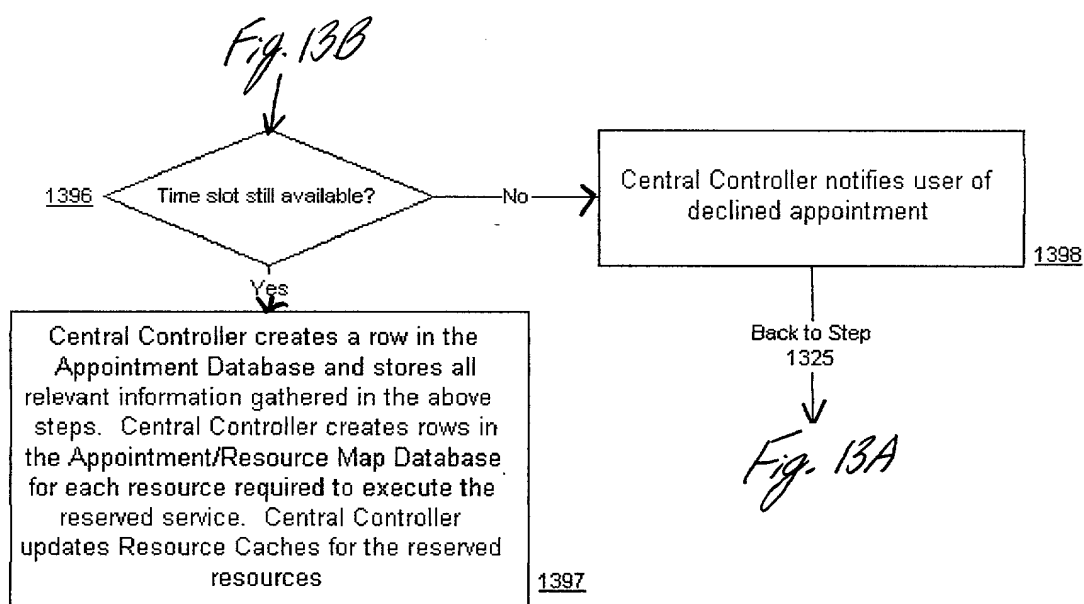 Fig. 13B
1396
Time slot still available?
No
Central Controller notifies user of
declined appointment
1398
Yes
Back to Step
1325
Fig. 13A
Central Controller creates a row in the
Appointment Database and stores all
relevant information gathered in the above
steps. Central Controller creates rows in
the Appointment/Resource Map Database
for each resource required to execute the
reserved service. Central Controller
updates Resource Caches for the reserved
resources
1397